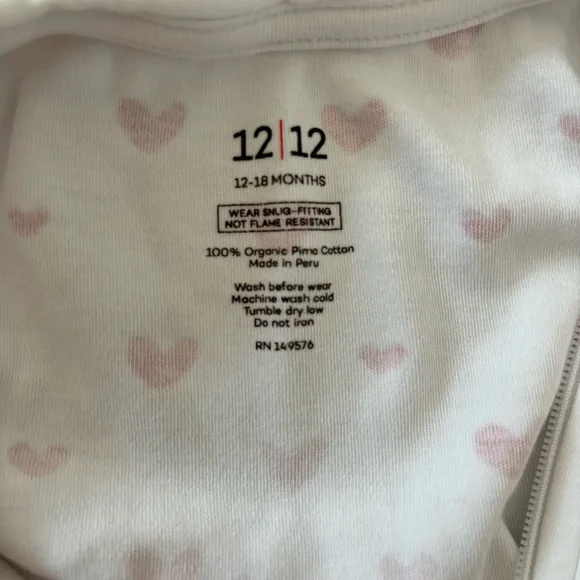 12|12
12-18 MONTHS
WEAR SNUG-FITTING
NOT FLAME RESISTANT
100% Organic Pima Cotton
Made in Peru
Wash before wear
Machine wash cold
Tumble dry low
Do not iron
RN 149576